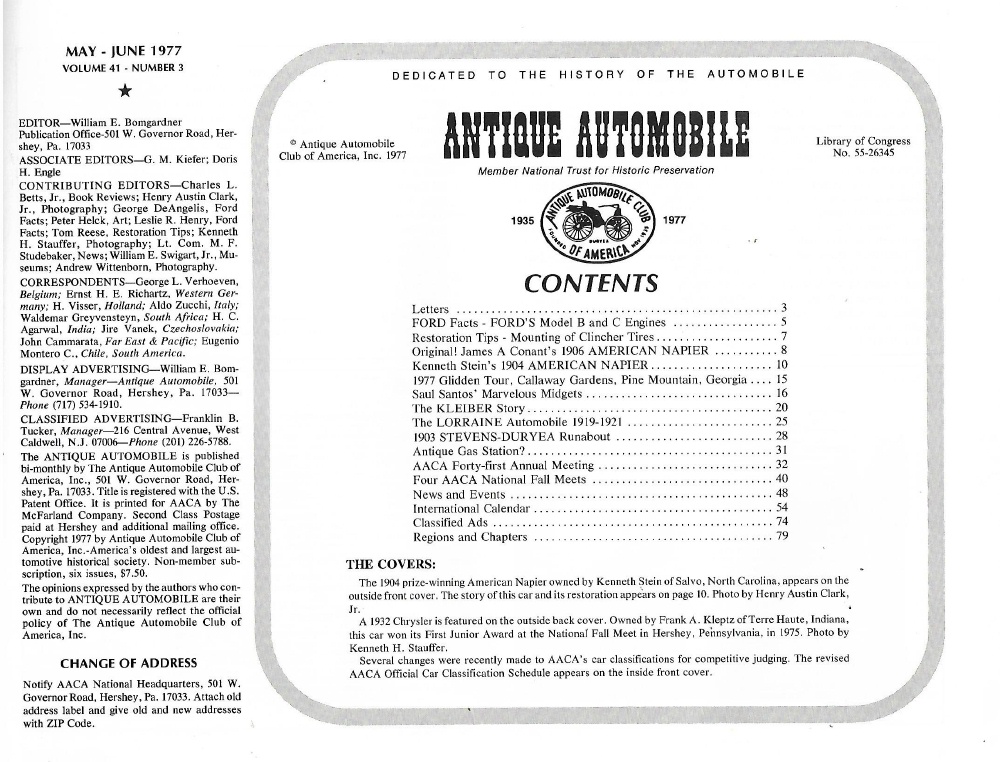 MAY - JUNE 1977
VOLUME 41 - NUMBER 3
★
EDITOR—William E. Bomgardner
Publication Office-501 W. Governor Road, Her-
shey, Pa. 17033
ASSOCIATE EDITORS—G. M. Kiefer; Doris
H. Engle
CONTRIBUTING EDITORS—Charles L.
Betts, Jr., Book Reviews; Henry Austin Clark,
Jr., Photography; George DeAngelis, Ford
Facts; Peter Helck, Art; Leslie R. Henry, Ford
Facts; Tom Reese, Restoration Tips; Kenneth
H. Stauffer, Photography; Lt. Com. M. F.
Studebaker, News; William E. Swigart, Jr., Mu-
seums; Andrew Wittenborn, Photography.
CORRESPONDENTS—George L. Verhoeven,
Belgium; Ernst H. E. Richartz, Western Ger-
many; H. Visser, Holland; Aldo Zucchi, Italy;
Waldemar Greyvensteyn, South Africa; H. C.
Agarwal, India; Jire Vanek, Czechoslovakia;
John Cammarata, Far East & Pacific; Eugenio
Montero C., Chile, South America.
DISPLAY ADVERTISING—William E. Bom-
gardner, Manager—Antique Automobile, 501
W. Governor Road, Hershey, Pa. 17033—
Phone (717) 534-1910.
CLASSIFIED ADVERTISING—Franklin B.
Tucker, Manager—216 Central Avenue, West
Caldwell, N.J. 07006—Phone (201) 226-5788.
The ANTIQUE AUTOMOBILE is published
bi-monthly by The Antique Automobile Club of
America, Inc., 501 W. Governor Road, Her-
shey, Pa. 17033. Title is registered with the U.S.
Patent Office. It is printed for AACA by The
McFarland Company. Second Class Postage
paid at Hershey and additional mailing office.
Copyright 1977 by Antique Automobile Club of
America, Inc.-America's oldest and largest au-
tomotive historical society. Non-member sub-
scription, six issues, $7.50.
The opinions expressed by the authors who con-
tribute to ANTIQUE AUTOMOBILE are their
own and do not necessarily reflect the official
policy of The Antique Automobile Club of
America, Inc.
CHANGE OF ADDRESS
Notify AACA National Headquarters, 501 W.
Governor Road, Hershey, Pa. 17033. Attach old
address label and give old and new addresses
with ZIP Code.
DEDICATED TO THE HISTORY OF THE AUTOMOBILE
© Antique Automobile
Club of America, Inc. 1977
ANTIQUE AUTOMOBILE
Library of Congress
No. 55-26345
Member National Trust for Historic Preservation
1935
ANTIQUE AUTOMOBILE CLUB
OF AMERICA
FOUNDED
DURYEA
NOV. 1935
1977
CONTENTS
Letters ........ 3
FORD Facts - FORD'S Model B and C Engines ........ 5
Restoration Tips - Mounting of Clincher Tires ........ 7
Original! James A Conant's 1906 AMERICAN NAPIER ........ 8
Kenneth Stein's 1904 AMERICAN NAPIER ........ 10
1977 Glidden Tour, Callaway Gardens, Pine Mountain, Georgia .... 15
Saul Santos' Marvelous Midgets ........ 16
The KLEIBER Story ........ 20
The LORRAINE Automobile 1919-1921 ........ 25
1903 STEVENS-DURYEA Runabout ........ 28
Antique Gas Station? ........ 31
AACA Forty-first Annual Meeting ........ 32
Four AACA National Fall Meets ........ 40
News and Events ........ 48
International Calendar ........ 54
Classified Ads ........ 74
Regions and Chapters ........ 79
THE COVERS:
The 1904 prize-winning American Napier owned by Kenneth Stein of Salvo, North Carolina, appears on the
outside front cover. The story of this car and its restoration appears on page 10. Photo by Henry Austin Clark,
Jr.
A 1932 Chrysler is featured on the outside back cover. Owned by Frank A. Kleptz of Terre Haute, Indiana,
this car won its First Junior Award at the National Fall Meet in Hershey, Pennsylvania, in 1975. Photo by
Kenneth H. Stauffer.
Several changes were recently made to AACA's car classifications for competitive judging. The revised
AACA Official Car Classification Schedule appears on the inside front cover.